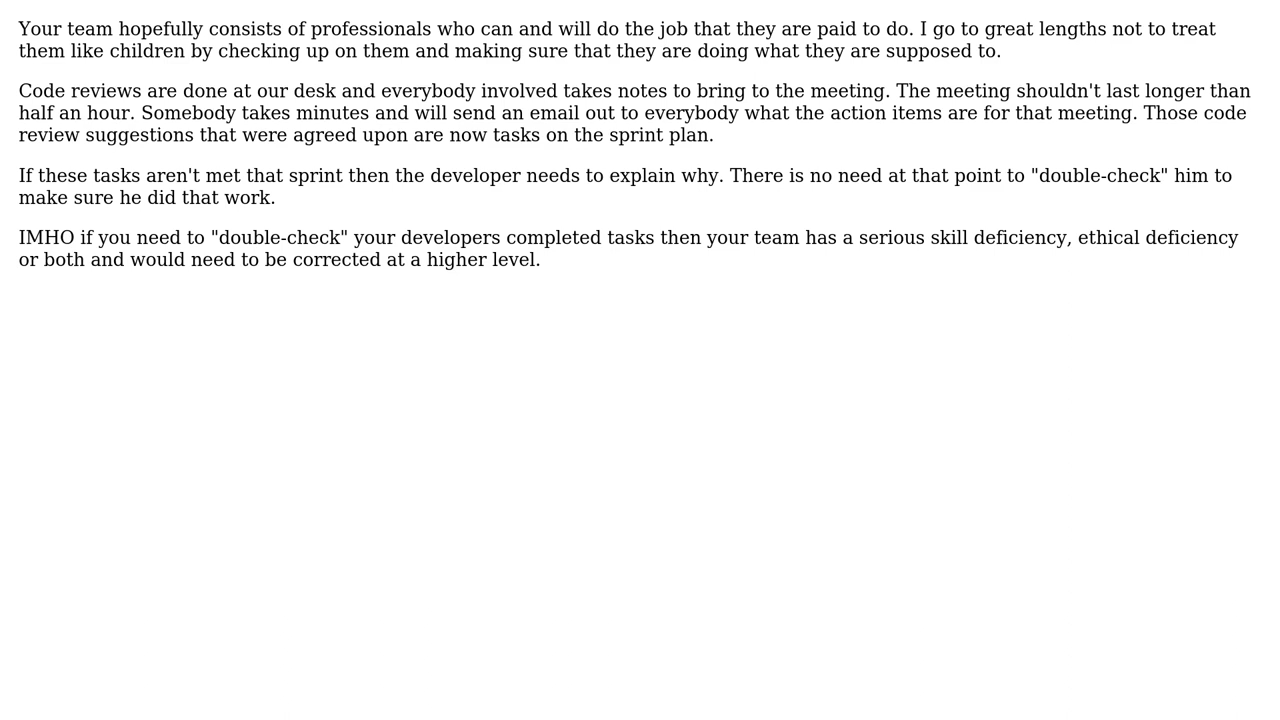 Your team hopefully consists of professionals who can and will do the job that they are paid to do. I go to great lengths not to treat
them like children by checking up on them and making sure that they are doing what they are supposed to.
Code reviews are done at our desk and everybody involved takes notes to bring to the meeting. The meeting shouldn't last longer than
half an hour. Somebody takes minutes and will send an email out to everybody what the action items are for that meeting. Those code
review suggestions that were agreed upon are now tasks on the sprint plan.
If these tasks aren't met that sprint then the developer needs to explain why. There is no need at that point to "double-check" him to
make sure he did that work.
IMHO if you need to "double-check" your developers completed tasks then your team has a serious skill deficiency, ethical deficiency
or both and would need to be corrected at a higher level.